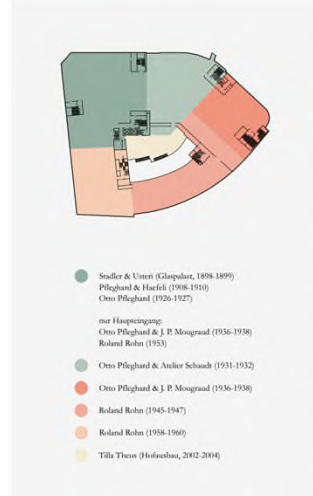 Stadler & Usteri (Glaspalast, 1898-1899)
Pfleghard & Haefeli (1908-1910)
Otto Pfleghard (1926-1927)
nur Haupteingang:
Otto Pfleghard & J. P. Mougraud (1936-1938)
Roland Rohn (1953)
Otto Pfleghard & Atelier Schaudt (1931-1932)
Otto Pfleghard & J. P. Mougraud (1936-1938)
Roland Rohn (1945-1947)
Roland Rohn (1958-1960)
Tilla Theus (Hofausbau, 2002-2004)